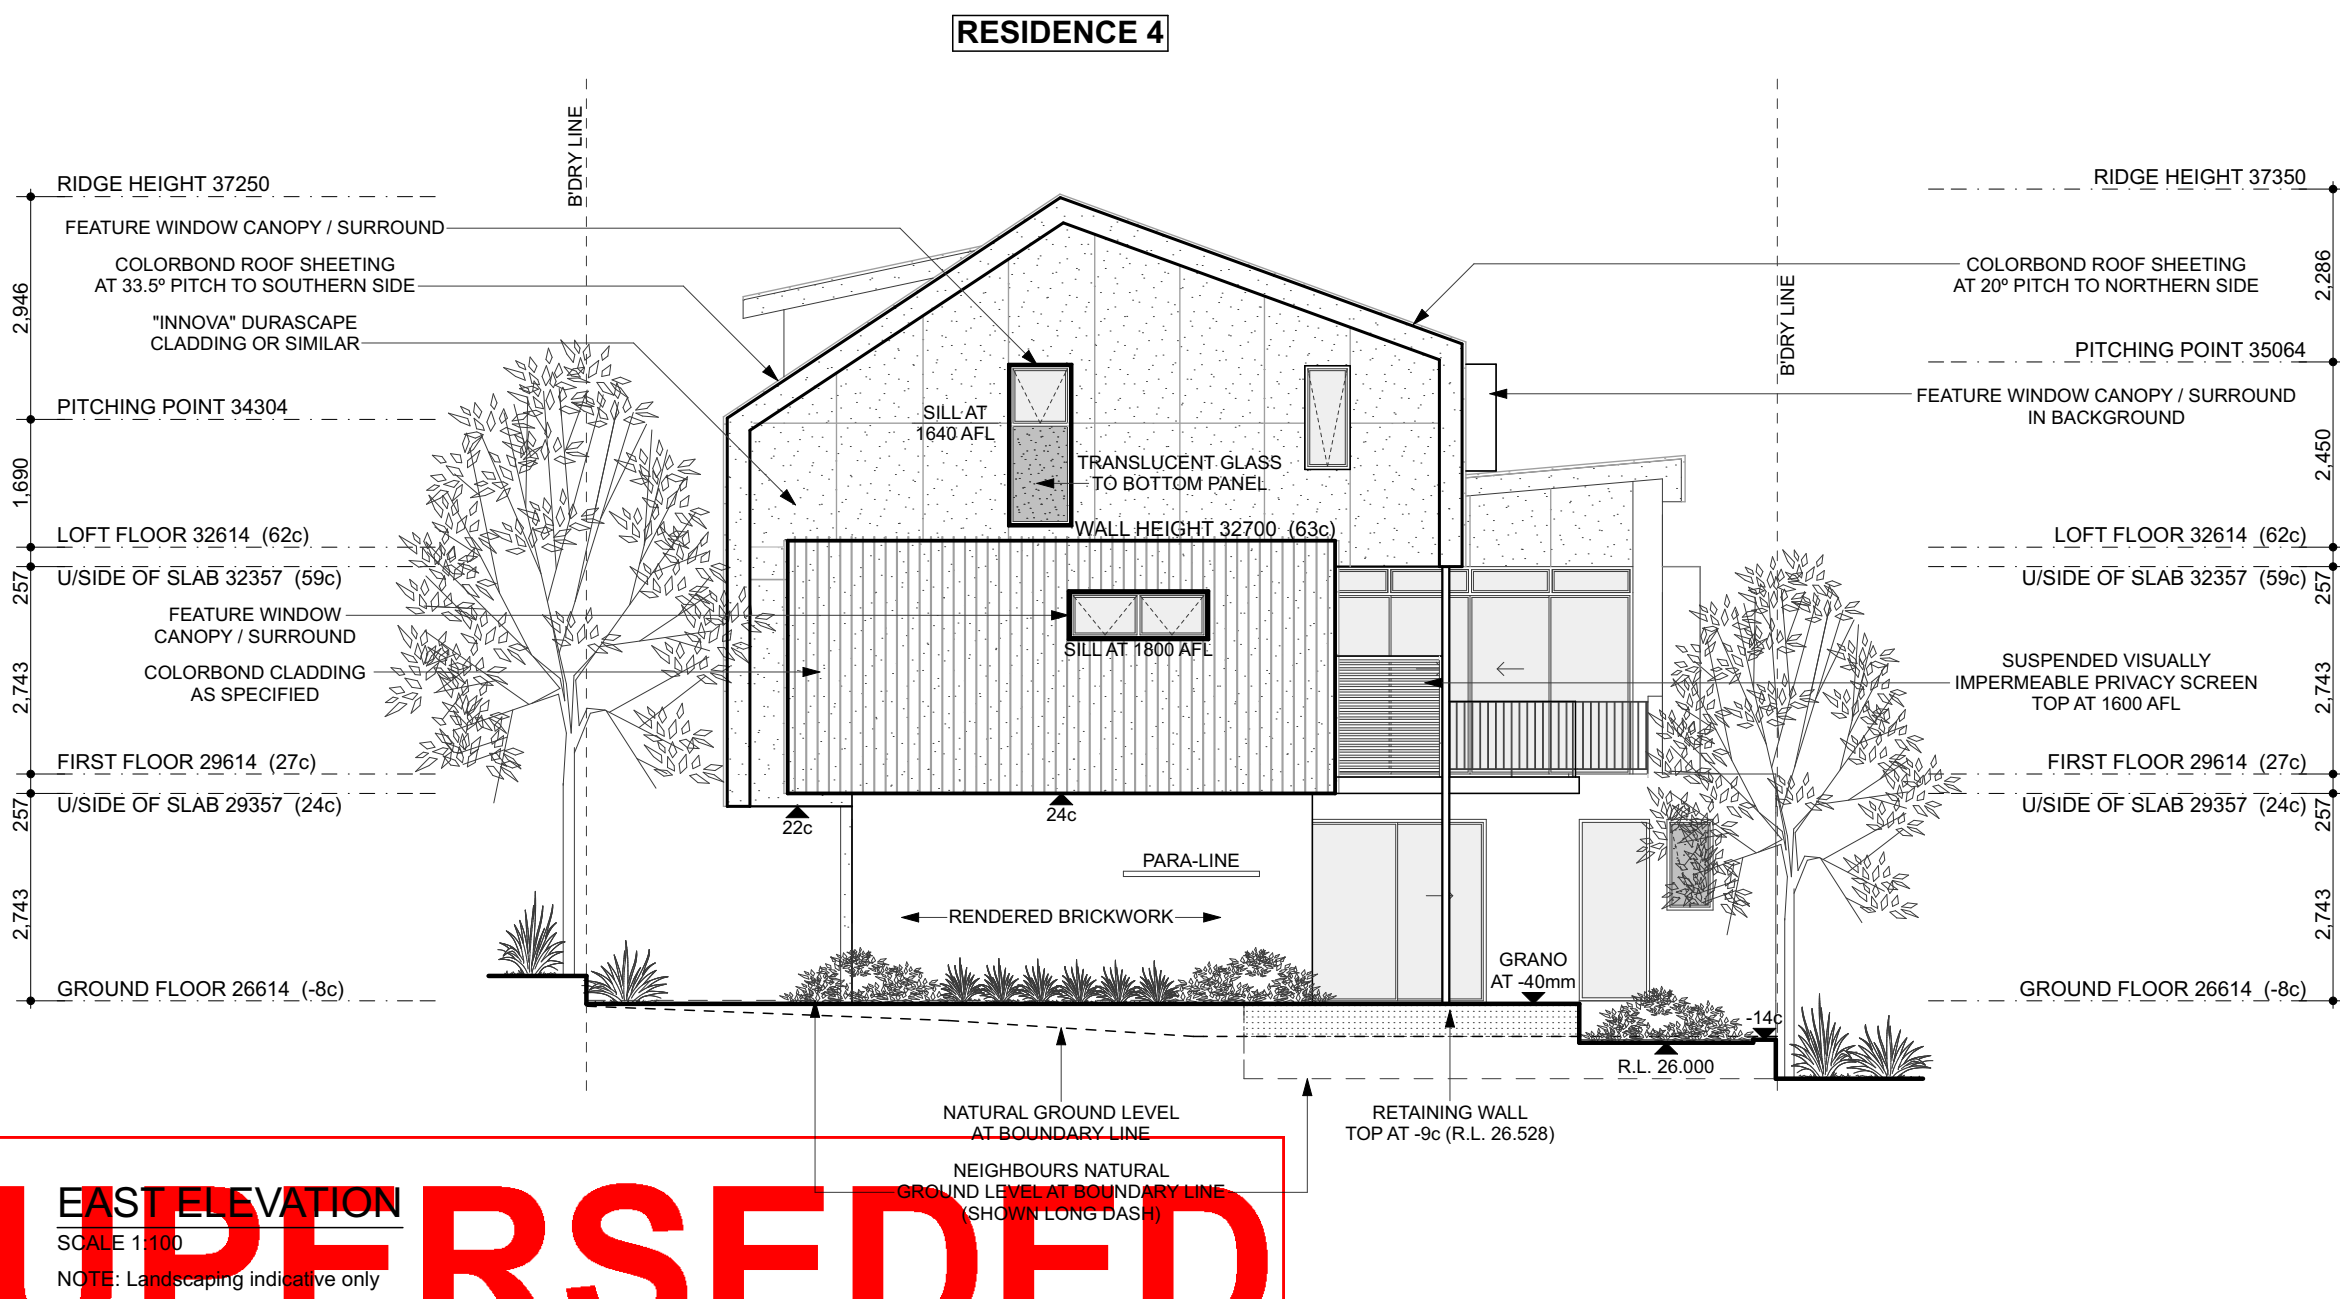 RESIDENCE 4
B'DRY LINE
B'DRY LINE
RIDGE HEIGHT 37250
FEATURE WINDOW CANOPY / SURROUND
COLORBOND ROOF SHEETING
AT 33.5º PITCH TO SOUTHERN SIDE
"INNOVA" DURASCAPE
CLADDING OR SIMILAR
PITCHING POINT 34304
LOFT FLOOR 32614 (62c)
U/SIDE OF SLAB 32357 (59c)
FEATURE WINDOW
CANOPY / SURROUND
COLORBOND CLADDING
AS SPECIFIED
FIRST FLOOR 29614 (27c)
U/SIDE OF SLAB 29357 (24c)
GROUND FLOOR 26614 (-8c)
2,946
1,690
257
2,743
257
2,743
SILL AT
1640 AFL
TRANSLUCENT GLASS
TO BOTTOM PANEL
WALL HEIGHT 32700 (63c)
SILL AT 1800 AFL
22c
24c
PARA-LINE
RENDERED BRICKWORK
GRANO
AT -40mm
-14c
R.L. 26.000
RIDGE HEIGHT 37350
COLORBOND ROOF SHEETING
AT 20º PITCH TO NORTHERN SIDE
PITCHING POINT 35064
FEATURE WINDOW CANOPY / SURROUND
IN BACKGROUND
LOFT FLOOR 32614 (62c)
U/SIDE OF SLAB 32357 (59c)
SUSPENDED VISUALLY
IMPERMEABLE PRIVACY SCREEN
TOP AT 1600 AFL
FIRST FLOOR 29614 (27c)
U/SIDE OF SLAB 29357 (24c)
GROUND FLOOR 26614 (-8c)
2,286
2,450
257
2,743
257
2,743
NATURAL GROUND LEVEL
AT BOUNDARY LINE
RETAINING WALL
TOP AT -9c (R.L. 26.528)
NEIGHBOURS NATURAL
GROUND LEVEL AT BOUNDARY LINE
(SHOWN LONG DASH)
EAST ELEVATION
SCALE 1:100
NOTE: Landscaping indicative only
UPERSEDED